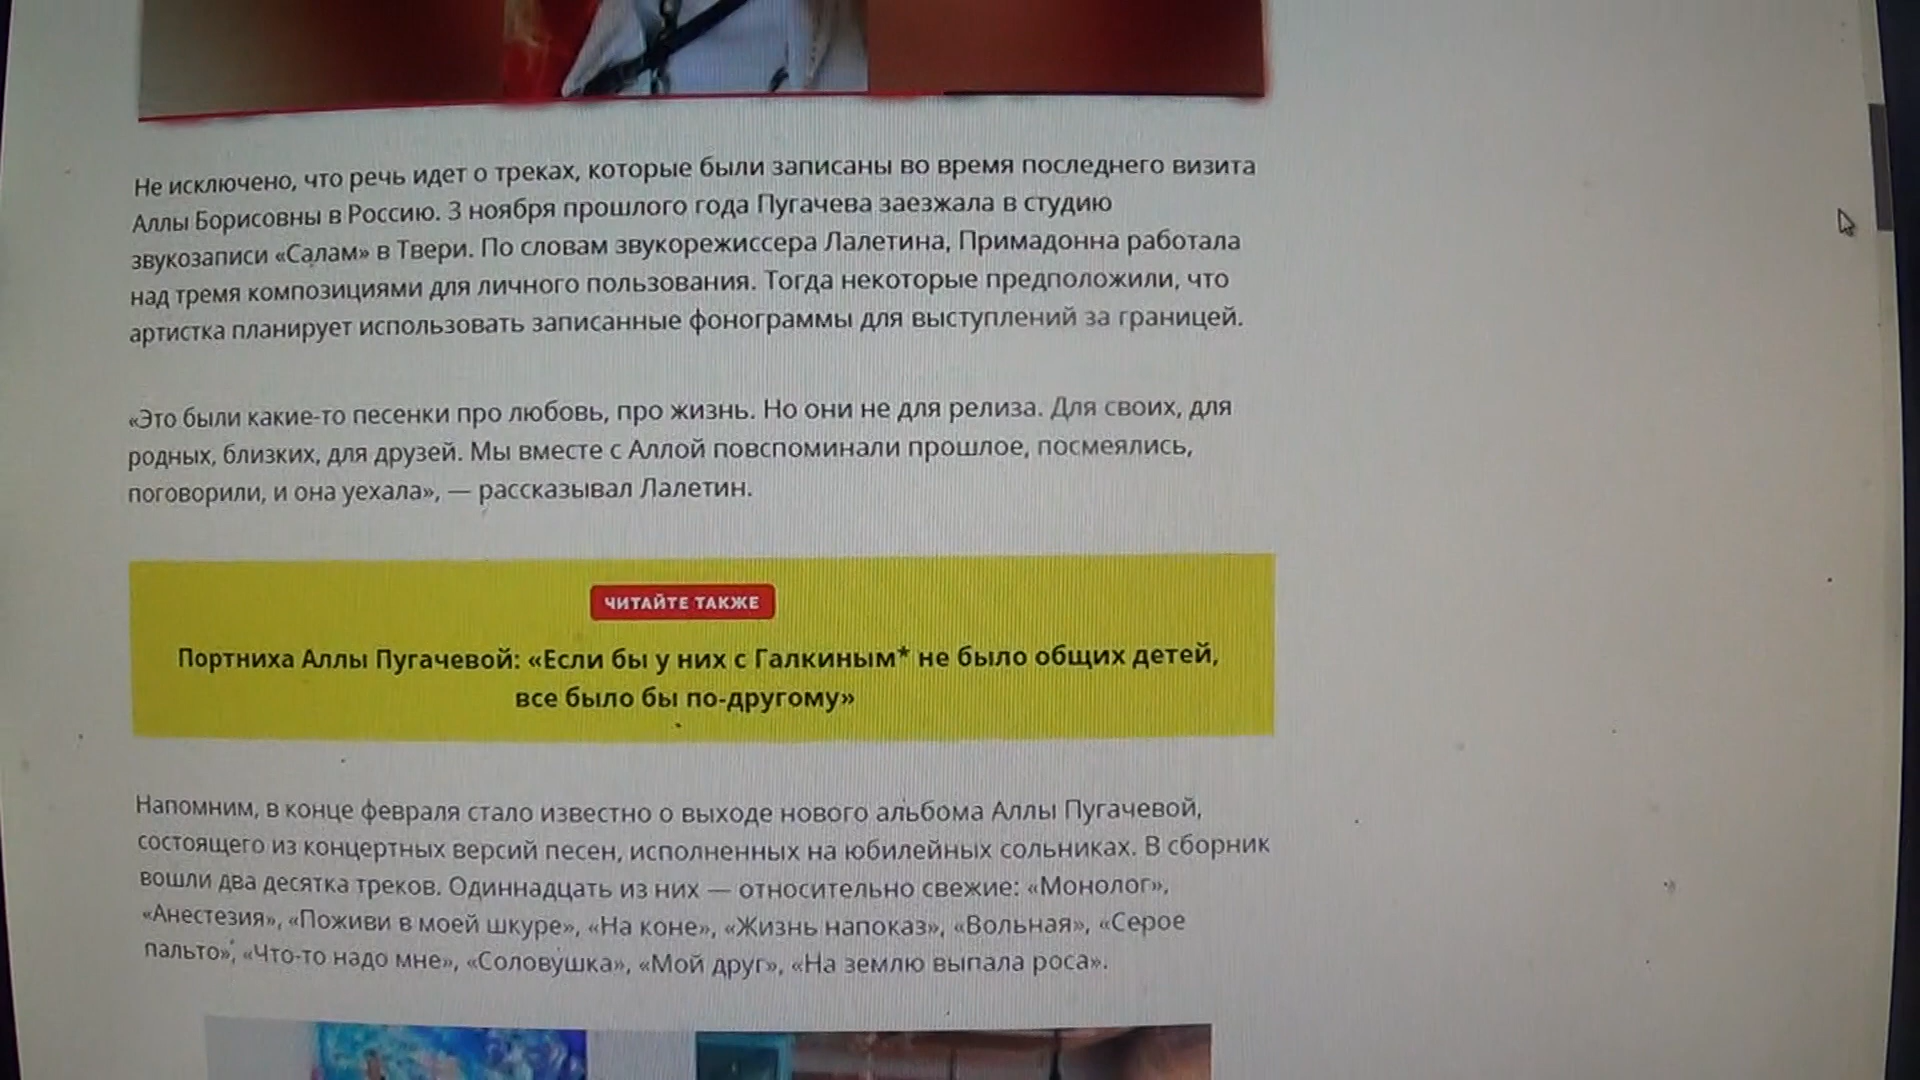 Не исключено, что речь идет о треках, которые были записаны во время последнего визита
Аллы Борисовны в Россию. 3 ноября прошлого года Пугачева заезжала в студию
звукозаписи «Салам» в Твери. По словам звукорежиссера Лалетина, Примадонна работала
над тремя композициями для личного пользования. Тогда некоторые предположили, что
артистка планирует использовать записанные фонограммы для выступлений за границей.
«Это были какие-то песенки про любовь, про жизнь. Но они не для релиза. Для своих, для
родных, близких, для друзей. Мы вместе с Аллой повспоминали прошлое, посмеялись,
поговорили, и она уехала», — рассказывал Лалетин.
ЧИТАЙТЕ ТАКЖЕ
Портниха Аллы Пугачевой: «Если бы у них с Галкиным* не было общих детей,
все было бы по-другому»
Напомним, в конце февраля стало известно о выходе нового альбома Аллы Пугачевой,
состоящего из концертных версий песен, исполненных на юбилейных сольниках. В сборник
вошли два десятка треков. Одиннадцать из них — относительно свежие: «Монолог»,
«Анестезия», «Поживи в моей шкуре», «На коне», «Жизнь напоказ», «Вольная», «Серое
пальто», «Что-то надо мне», «Соловушка», «Мой друг», «На землю выпала роса».